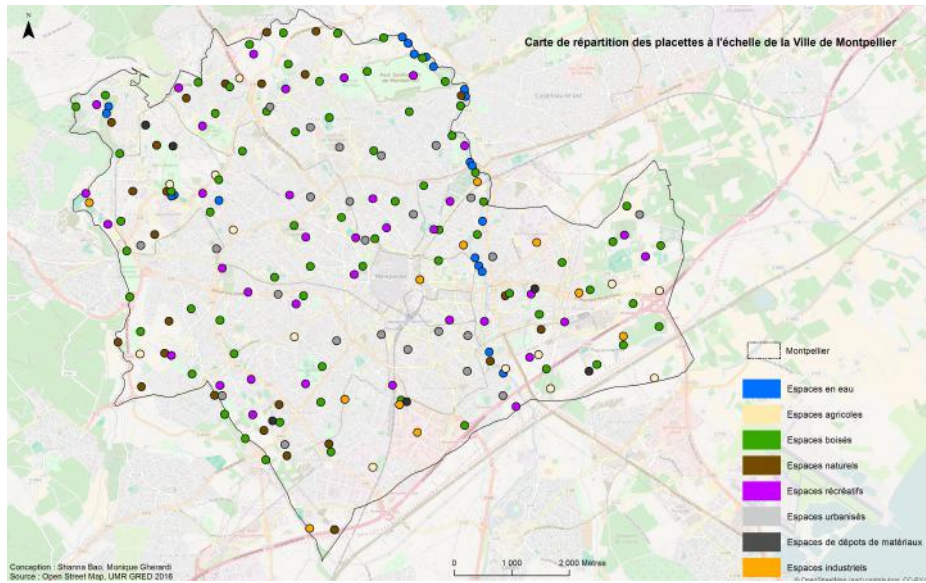 N
Carte de répartition des placettes à l'échelle de la Ville de Montpellier
Montpellier
Espaces en eau
Espaces agricoles
Espaces boisés
Espaces naturels
Espaces récréatifs
Espaces urbanisés
Espaces de dépots de matériaux
Espaces industriels
0 1 000 2 000 Mètres
Conception : Shanna Bao, Monique Gherardi
Source : Open Street Map, UMR GRED 2016